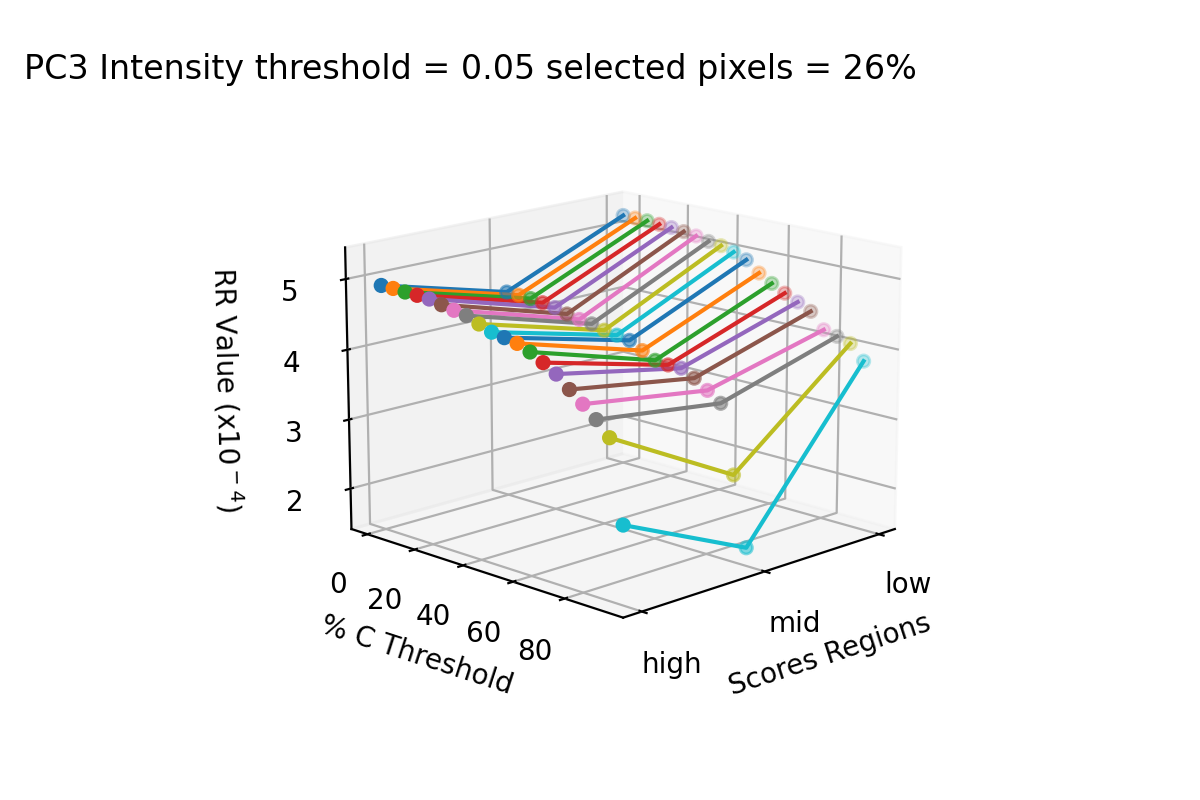 PC3 Intensity threshold = 0.05 selected pixels = 26%
RR Value (x10⁻⁴)
5
4
3
2
0
20
40
60
80
% C Threshold
high
mid
low
Scores Regions